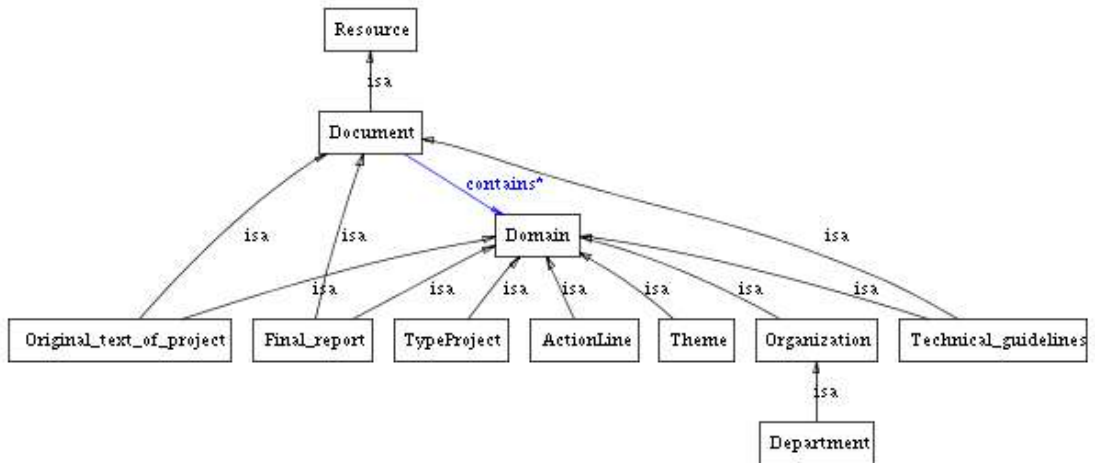 Resource
isa
Document
contains*
isa
isa
Domain
isa
isa
isa
isa
isa
isa
isa
isa
Original_text_of_project
Final_report
TypeProject
ActionLine
Theme
Organization
Technical_guidelines
isa
Department